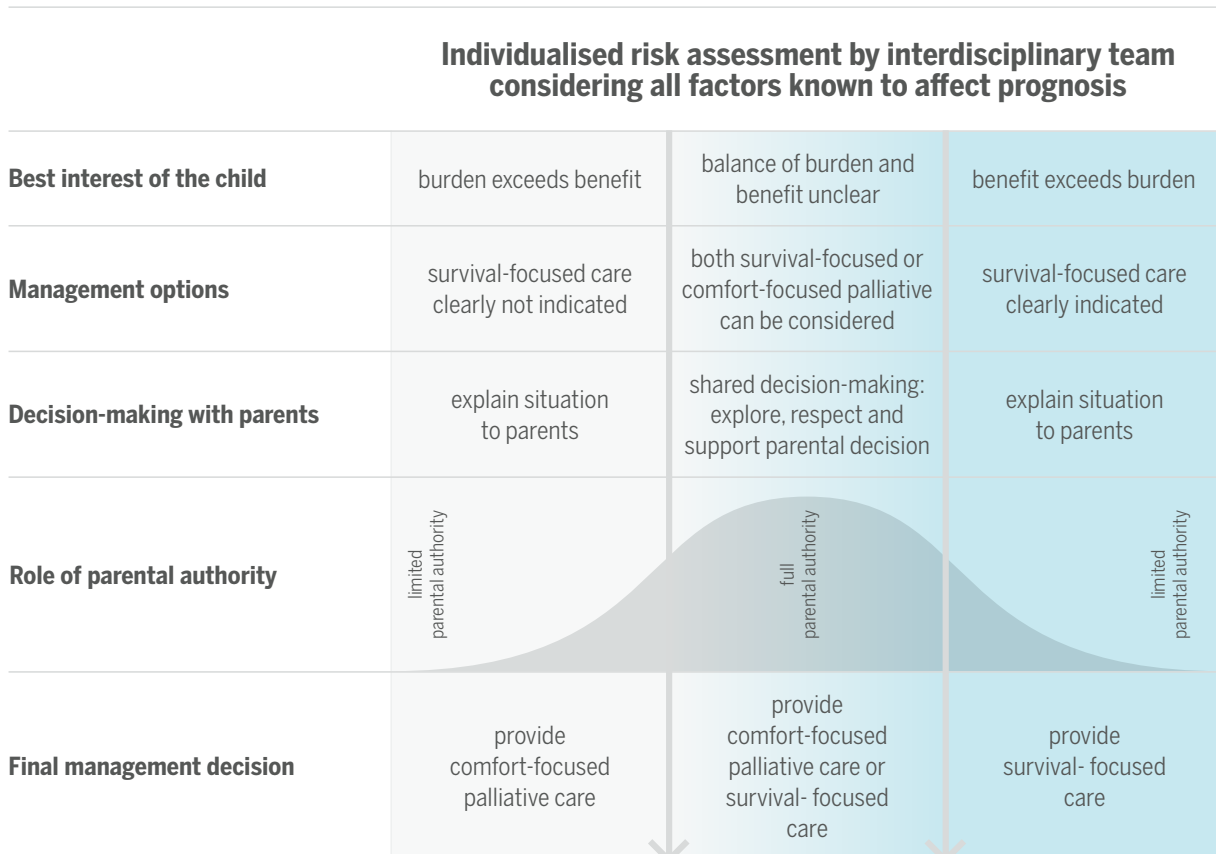 Individualised risk assessment by interdisciplinary team
considering all factors known to affect prognosis
Best interest of the child
burden exceeds benefit
balance of burden and
benefit unclear
benefit exceeds burden
Management options
survival-focused care
clearly not indicated
both survival-focused or
comfort-focused palliative
can be considered
survival-focused care
clearly indicated
Decision-making with parents
explain situation
to parents
shared decision-making:
explore, respect and
support parental decision
explain situation
to parents
Role of parental authority
limited
parental authority
full
parental authority
limited
parental authority
Final management decision
provide
comfort-focused
palliative care
provide
comfort-focused
palliative care or
survival- focused
care
provide
survival- focused
care